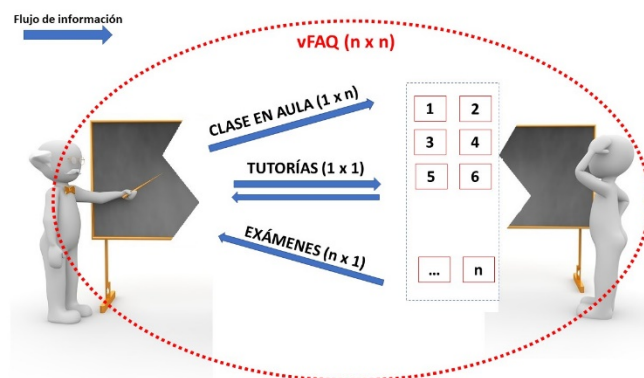 Flujo de información
vFAQ (n x n)
CLASE EN AULA (1 x n)
TUTORÍAS (1 x 1)
EXÁMENES (n x 1)
1 2
3 4
5 6
... n